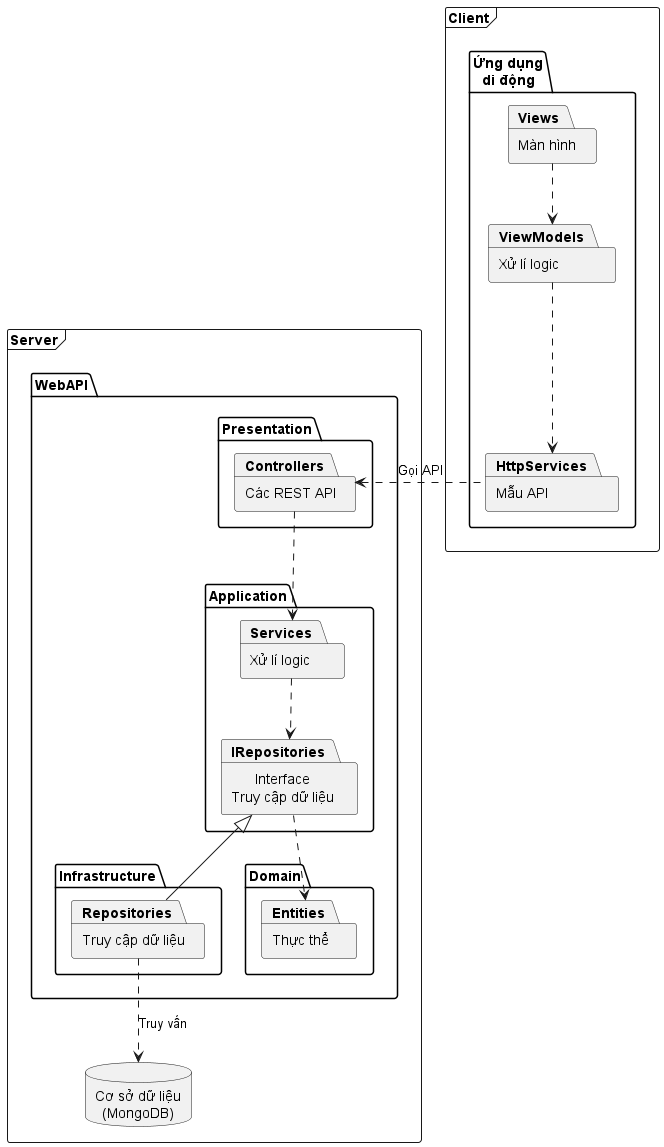 Client
Ứng dụng
di động
Views
Màn hình
ViewModels
Xử lí logic
HttpServices
Mẫu API
Gọi API
Server
WebAPI
Presentation
Controllers
Các REST API
Application
Services
Xử lí logic
IRepositories
Interface
Truy cập dữ liệu
Infrastructure
Repositories
Truy cập dữ liệu
Domain
Entities
Thực thể
Truy vấn
Cơ sở dữ liệu
(MongoDB)